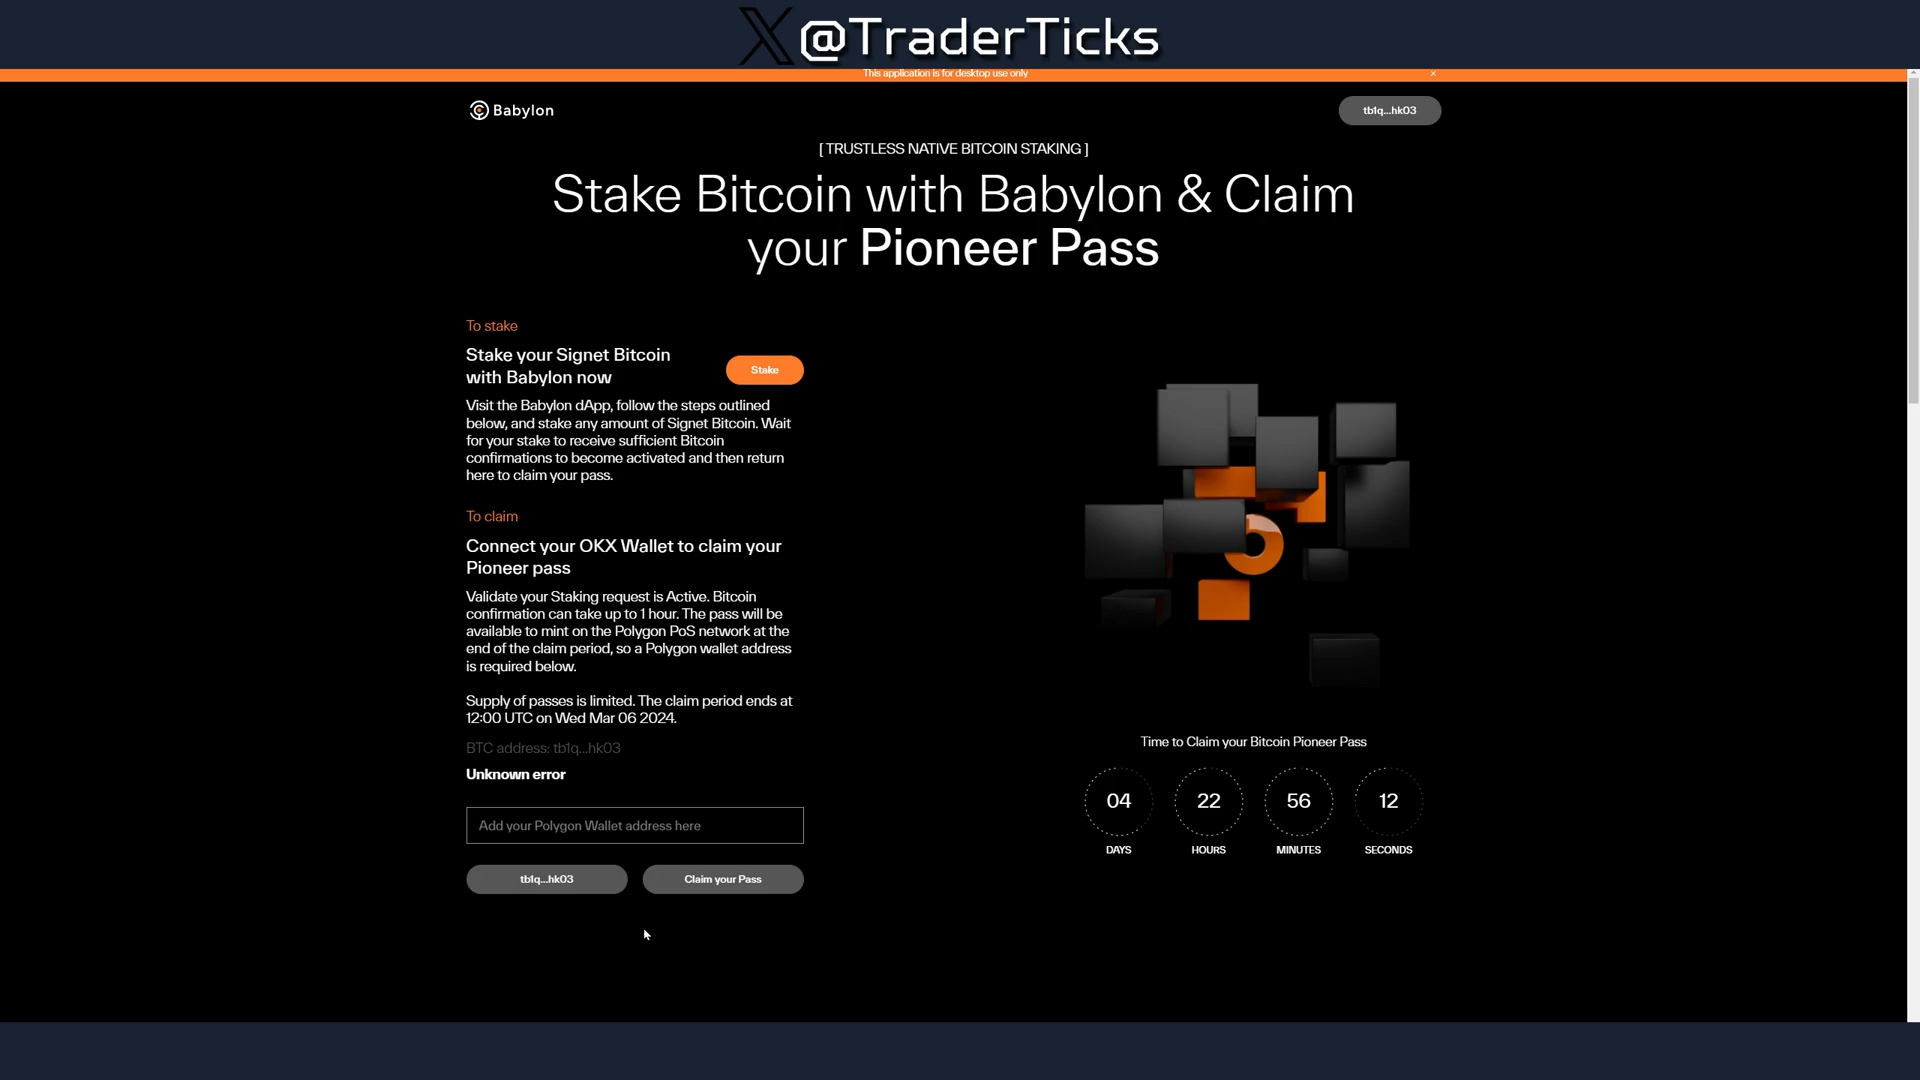 X @TraderTicks
This application is for desktop use only
×
Babylon
tb1q...hk03
[ TRUSTLESS NATIVE BITCOIN STAKING ]
Stake Bitcoin with Babylon & Claim
your Pioneer Pass
To stake
Stake your Signet Bitcoin
with Babylon now
Stake
Visit the Babylon dApp, follow the steps outlined
below, and stake any amount of Signet Bitcoin. Wait
for your stake to receive sufficient Bitcoin
confirmations to become activated and then return
here to claim your pass.
To claim
Connect your OKX Wallet to claim your
Pioneer pass
Validate your Staking request is Active. Bitcoin
confirmation can take up to 1 hour. The pass will be
available to mint on the Polygon PoS network at the
end of the claim period, so a Polygon wallet address
is required below.
Supply of passes is limited. The claim period ends at
12:00 UTC on Wed Mar 06 2024.
BTC address: tb1q...hk03
Unknown error
Add your Polygon Wallet address here
tb1q...hk03
Claim your Pass
Time to Claim your Bitcoin Pioneer Pass
04 22 56 12
DAYS HOURS MINUTES SECONDS